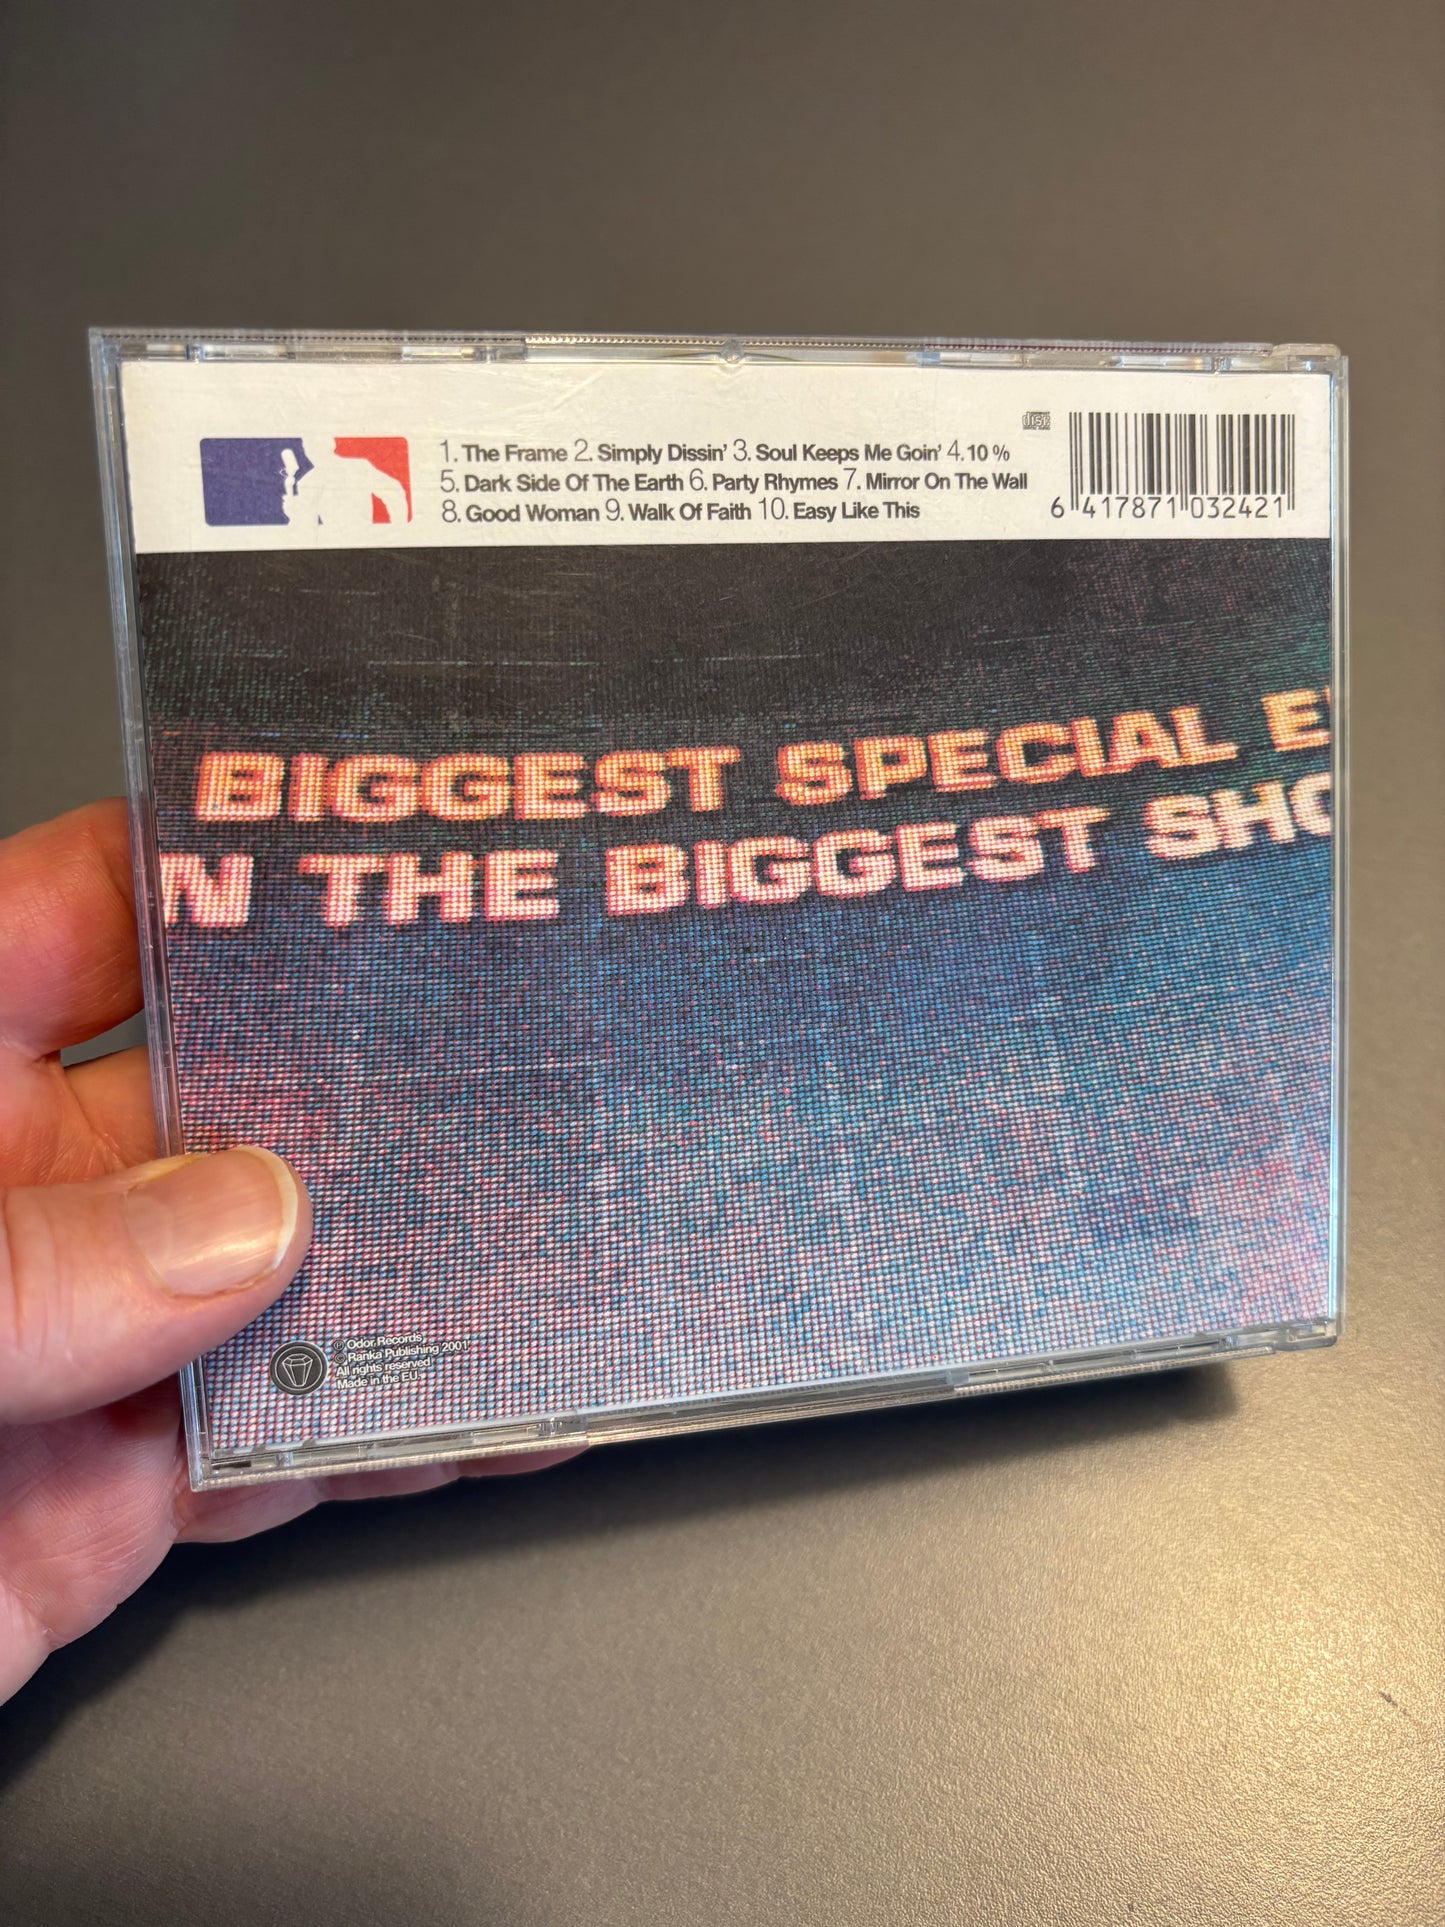 1. The Frame 2. Simply Dissin' 3. Soul Keeps Me Goin' 4. 10 %
5. Dark Side Of The Earth 6. Party Rhymes 7. Mirror On The Wall
8. Good Woman 9. Walk Of Faith 10. Easy Like This
disc
6 417871 032421
BIGGEST SPECIAL E
N THE BIGGEST SHO
℗ Odor Records
© Ranka Publishing 2001
All rights reserved
Made in the EU